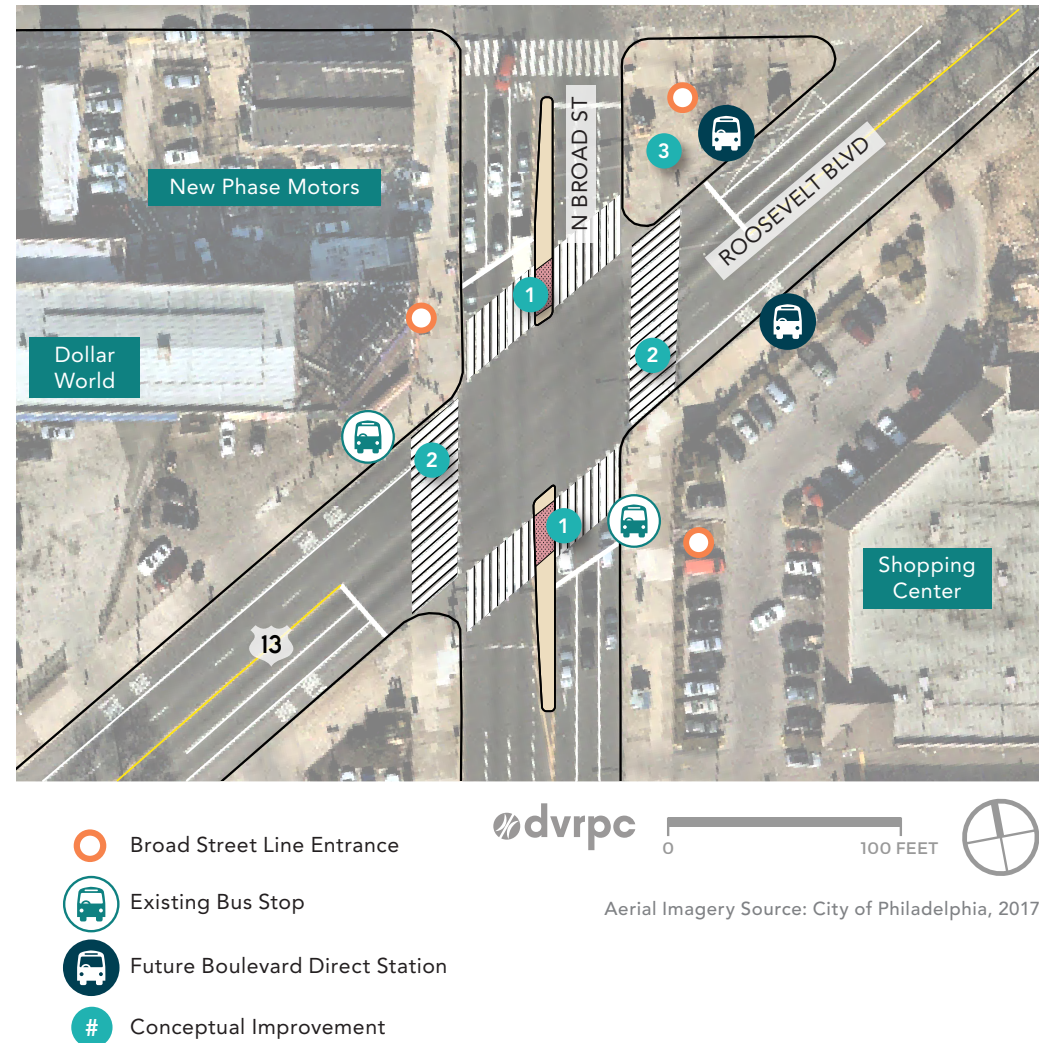 N BROAD ST
3
New Phase Motors
ROOSEVELT BLVD
1
2
Dollar
World
2
1
Shopping
Center
13
dvrpc
0
100 FEET
Broad Street Line Entrance
Existing Bus Stop
Aerial Imagery Source: City of Philadelphia, 2017
Future Boulevard Direct Station
# Conceptual Improvement